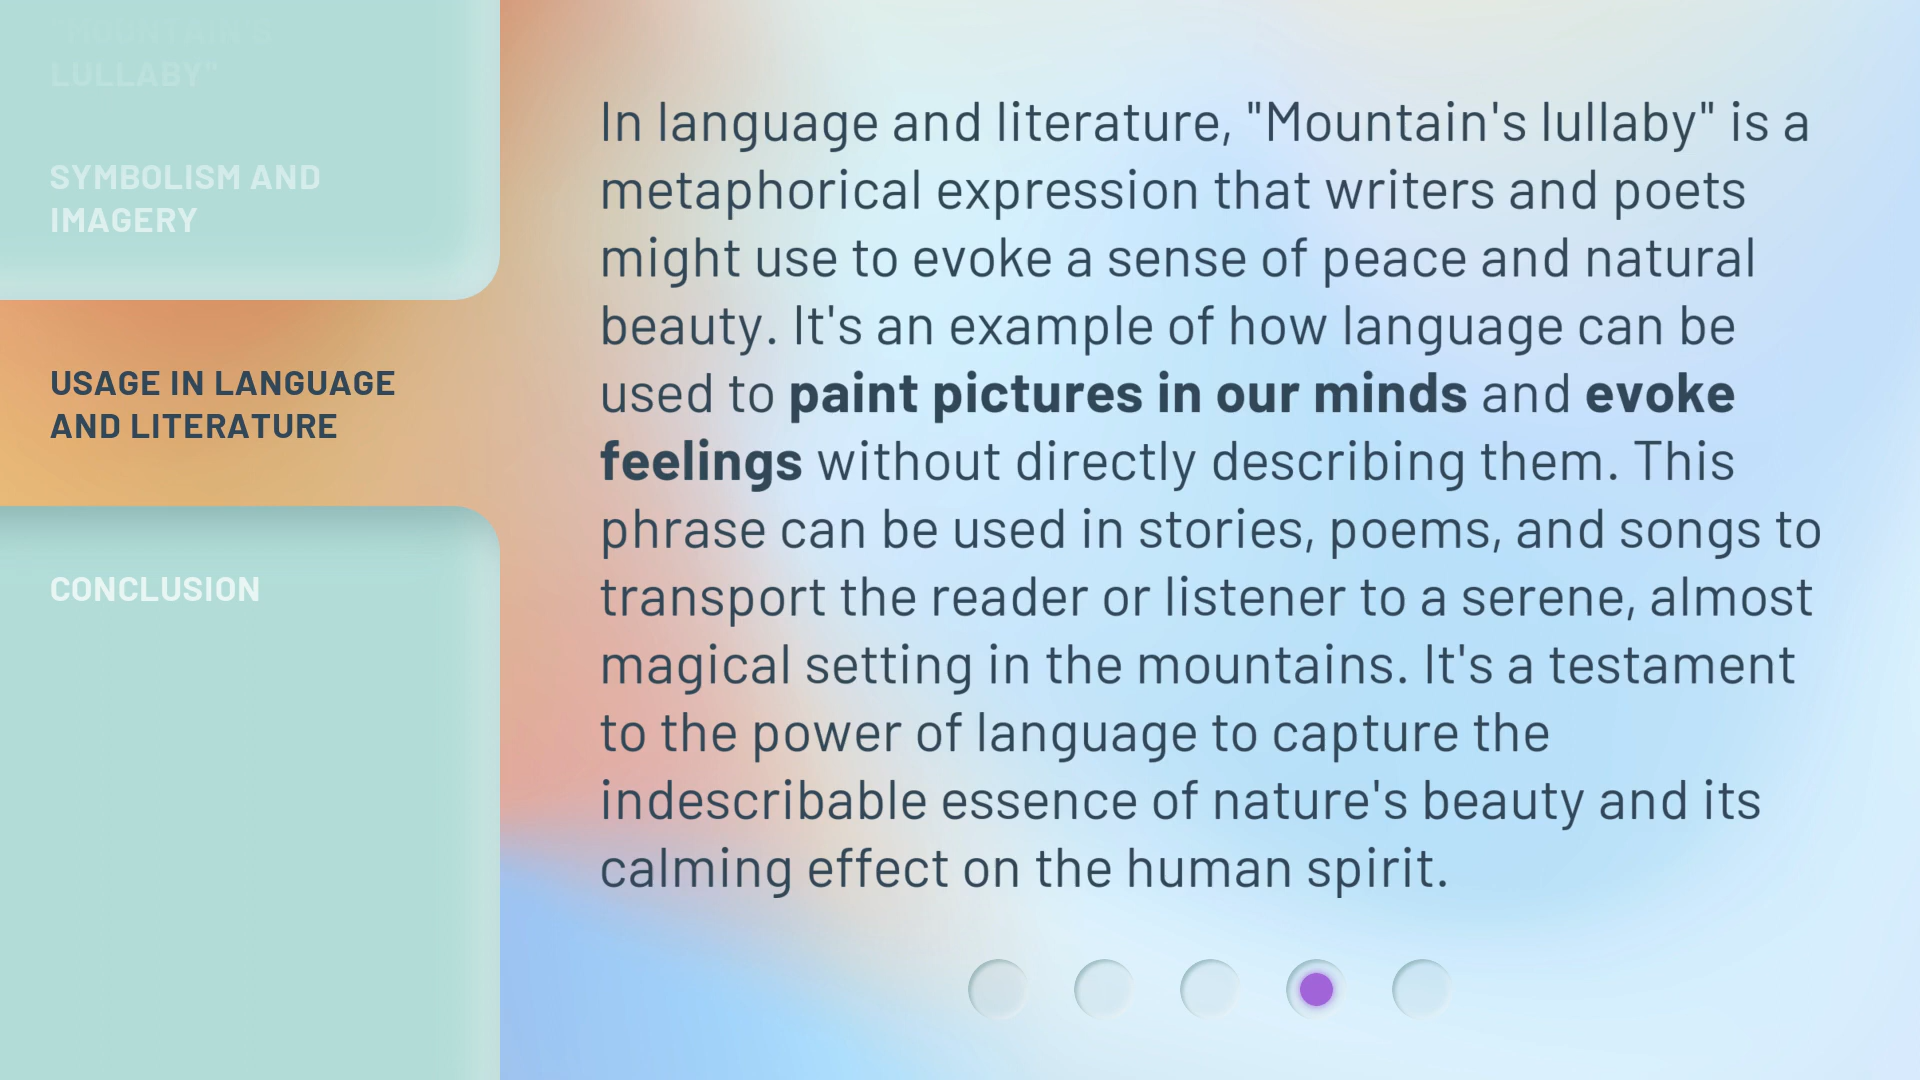 "MOUNTAIN'S
LULLABY"
SYMBOLISM AND
IMAGERY
USAGE IN LANGUAGE
AND LITERATURE
CONCLUSION
In language and literature, "Mountain's lullaby" is a
metaphorical expression that writers and poets
might use to evoke a sense of peace and natural
beauty. It's an example of how language can be
used to paint pictures in our minds and evoke
feelings without directly describing them. This
phrase can be used in stories, poems, and songs to
transport the reader or listener to a serene, almost
magical setting in the mountains. It's a testament
to the power of language to capture the
indescribable essence of nature's beauty and its
calming effect on the human spirit.